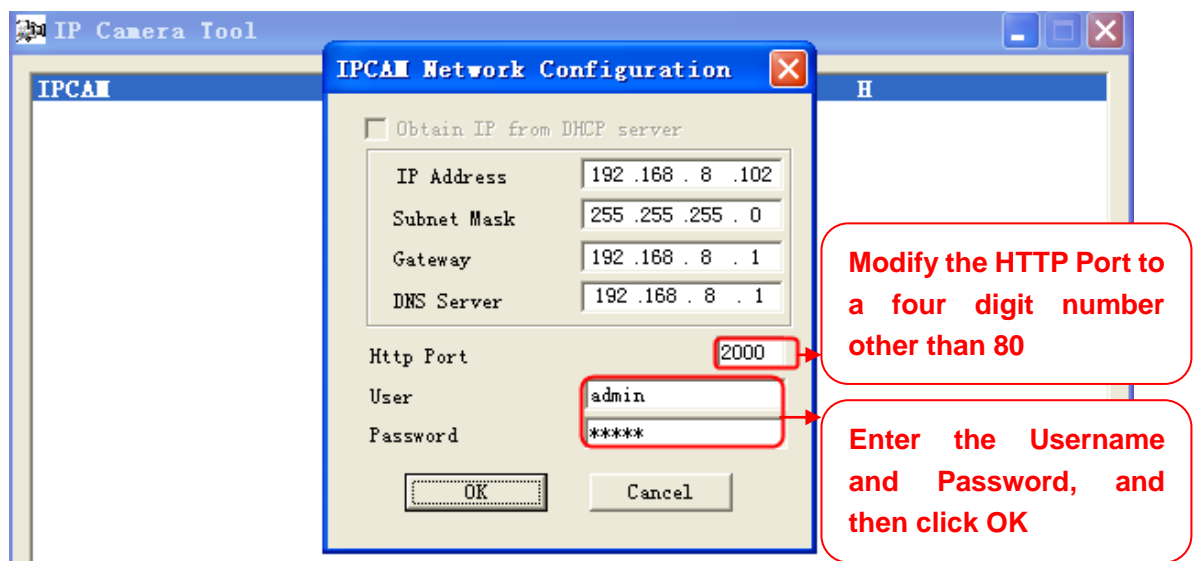 IP Camera Tool
IPCAM Network Configuration
IPCAM
H
Obtain IP from DHCP server
IP Address 192 .168 . 8 .102
Subnet Mask 255 .255 .255 . 0
Gateway 192 .168 . 8 . 1
DNS Server 192 .168 . 8 . 1
Http Port 2000
User admin
Password *****
OK Cancel
Modify the HTTP Port to
a four digit number
other than 80
Enter the Username
and Password, and
then click OK